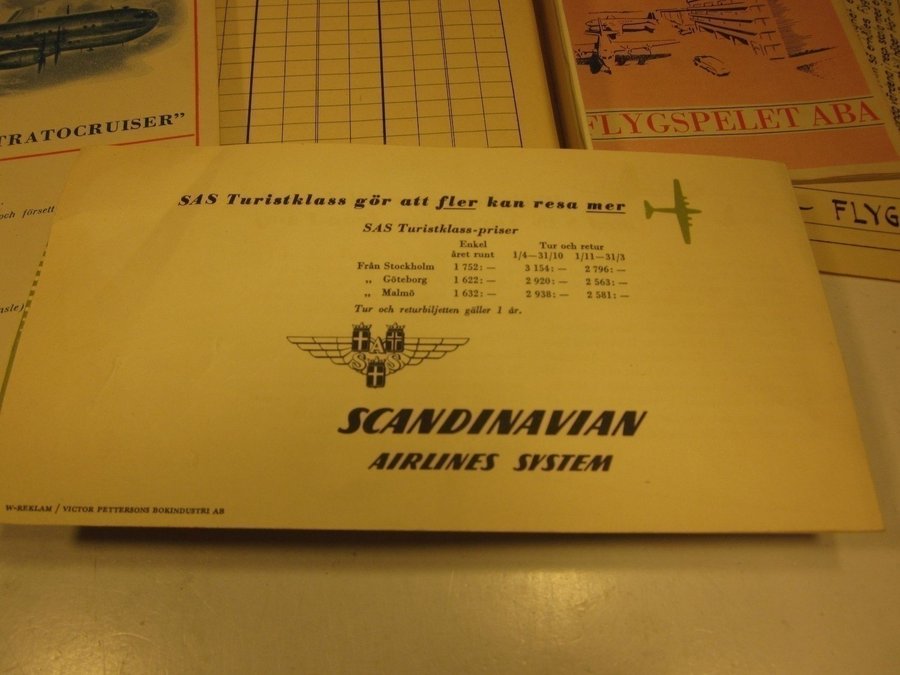 TRATOCRUISER”
och försett
FLYGSPELET ABA
— FLYG
SAS Turistklass gör att fler kan resa mer
SAS Turistklass-priser
Enkel Tur och retur
året runt 1/4—31/10 1/11—31/3
Från Stockholm 1 752: — 3 154: — 2 796: —
„ Göteborg 1 622: — 2 920: — 2 563: —
„ Malmö 1 632: — 2 938: — 2 581: —
Tur och returbiljetten gäller 1 år.
SAS
SCANDINAVIAN
AIRLINES SYSTEM
W-REKLAM / VICTOR PETTERSONS BOKINDUSTRI AB